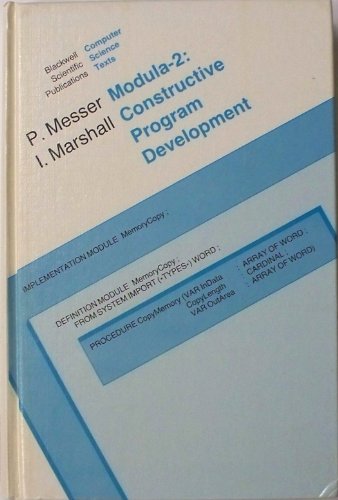 Blackwell
Scientific
Publications
Computer
Science
Texts
P. Messer
I. Marshall
Modula-2:
Constructive
Program
Development
IMPLEMENTATION MODULE MemoryCopy ;
DEFINITION MODULE MemoryCopy ;
FROM SYSTEM IMPORT (*TYPES*) WORD ;
PROCEDURE CopyMemory (VAR InData : ARRAY OF WORD ;
CopyLength : CARDINAL ;
VAR OutArea : ARRAY OF WORD)